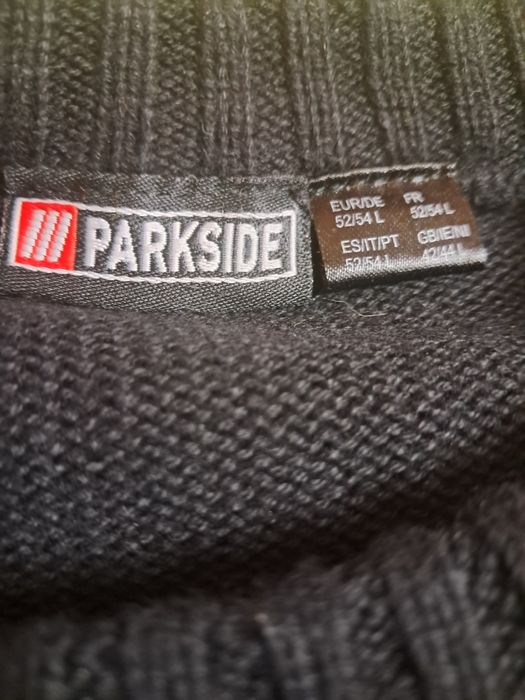 PARKSIDE
EUR/DE FR
52/54 L 52/54 L
ES/IT/PT GB/IE/NI
52/54 L 42/44 L